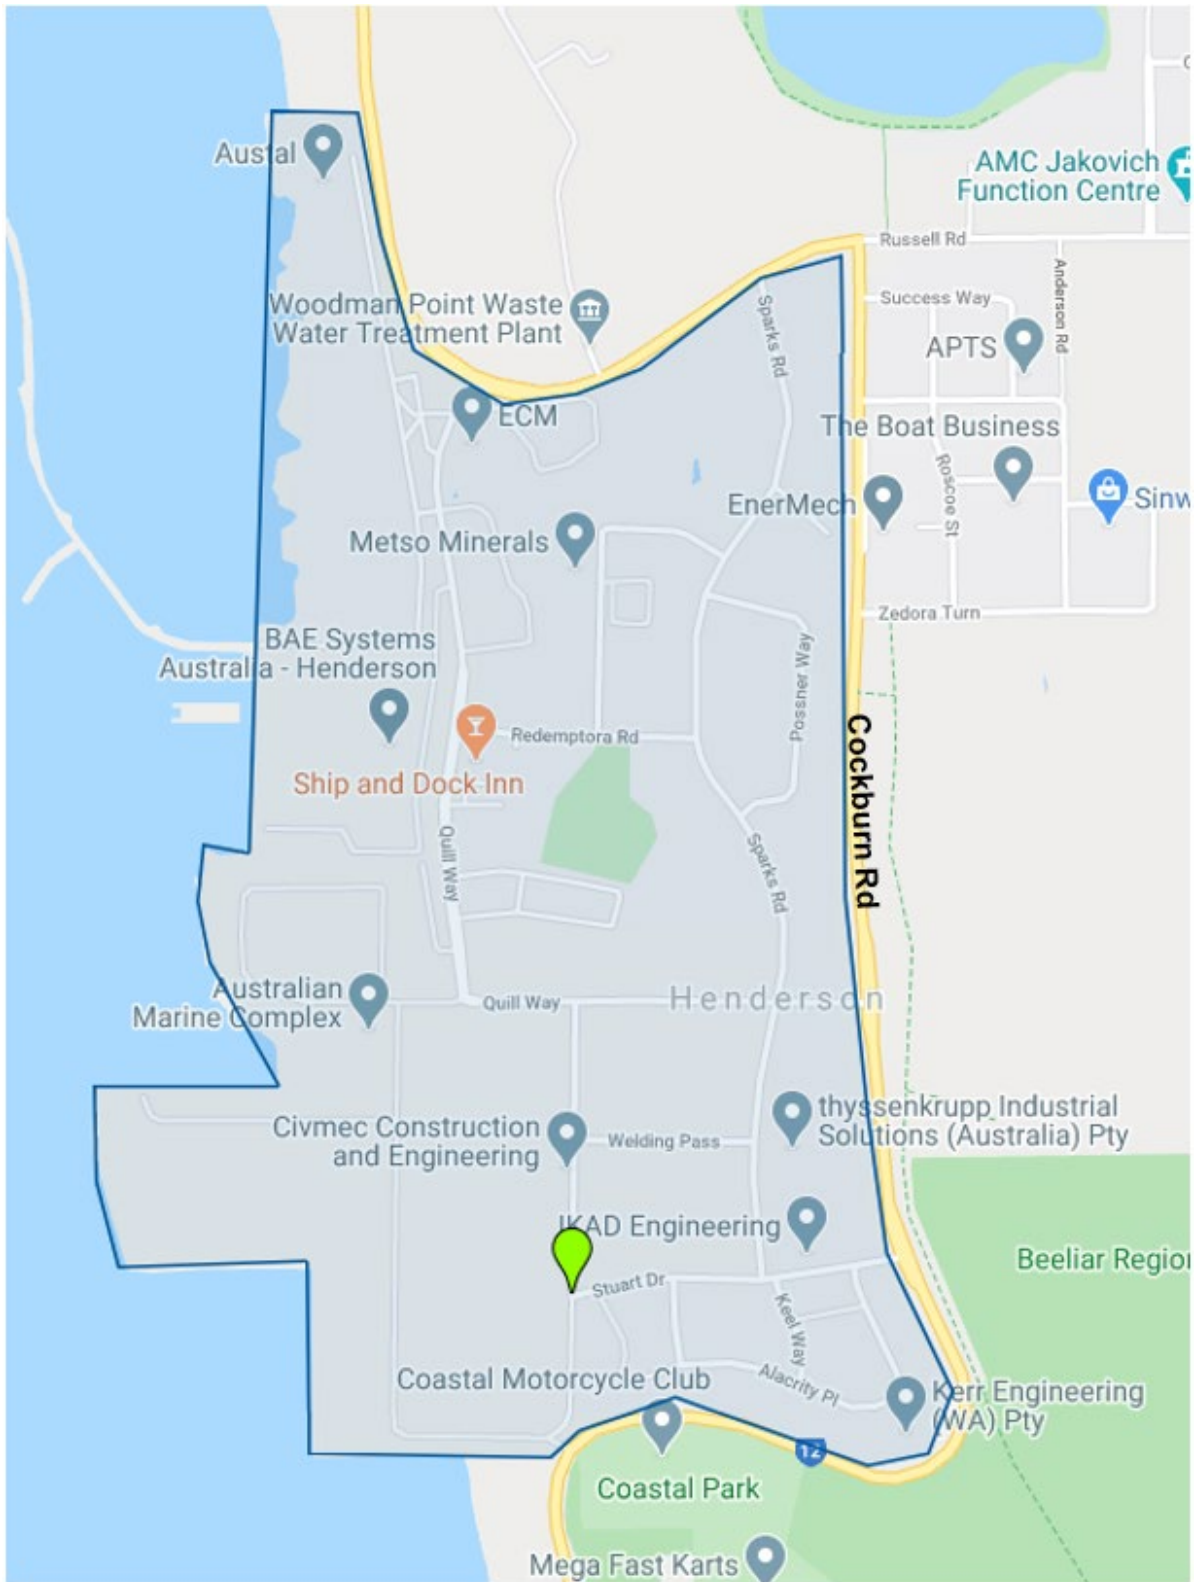 Austal
AMC Jakovich
Function Centre
Russell Rd
Anderson Rd
Success Way
Woodman Point Waste
Water Treatment Plant
Sparks Rd
APTS
ECM
The Boat Business
Roscoe St
EnerMech
Sinw
Metso Minerals
Zedora Turn
BAE Systems
Australia - Henderson
Possner Way
Redemptora Rd
Cockburn Rd
Ship and Dock Inn
Quill Way
Sparks Rd
Australian
Marine Complex
Quill Way
Henderson
thyssenkrupp Industrial
Solutions (Australia) Pty
Civmec Construction
and Engineering
Welding Pass
IKAD Engineering
Beeliar Region
Stuart Dr
Keel Way
Coastal Motorcycle Club
Alacrity Pl
Kerr Engineering
(WA) Pty
12
Coastal Park
Mega Fast Karts